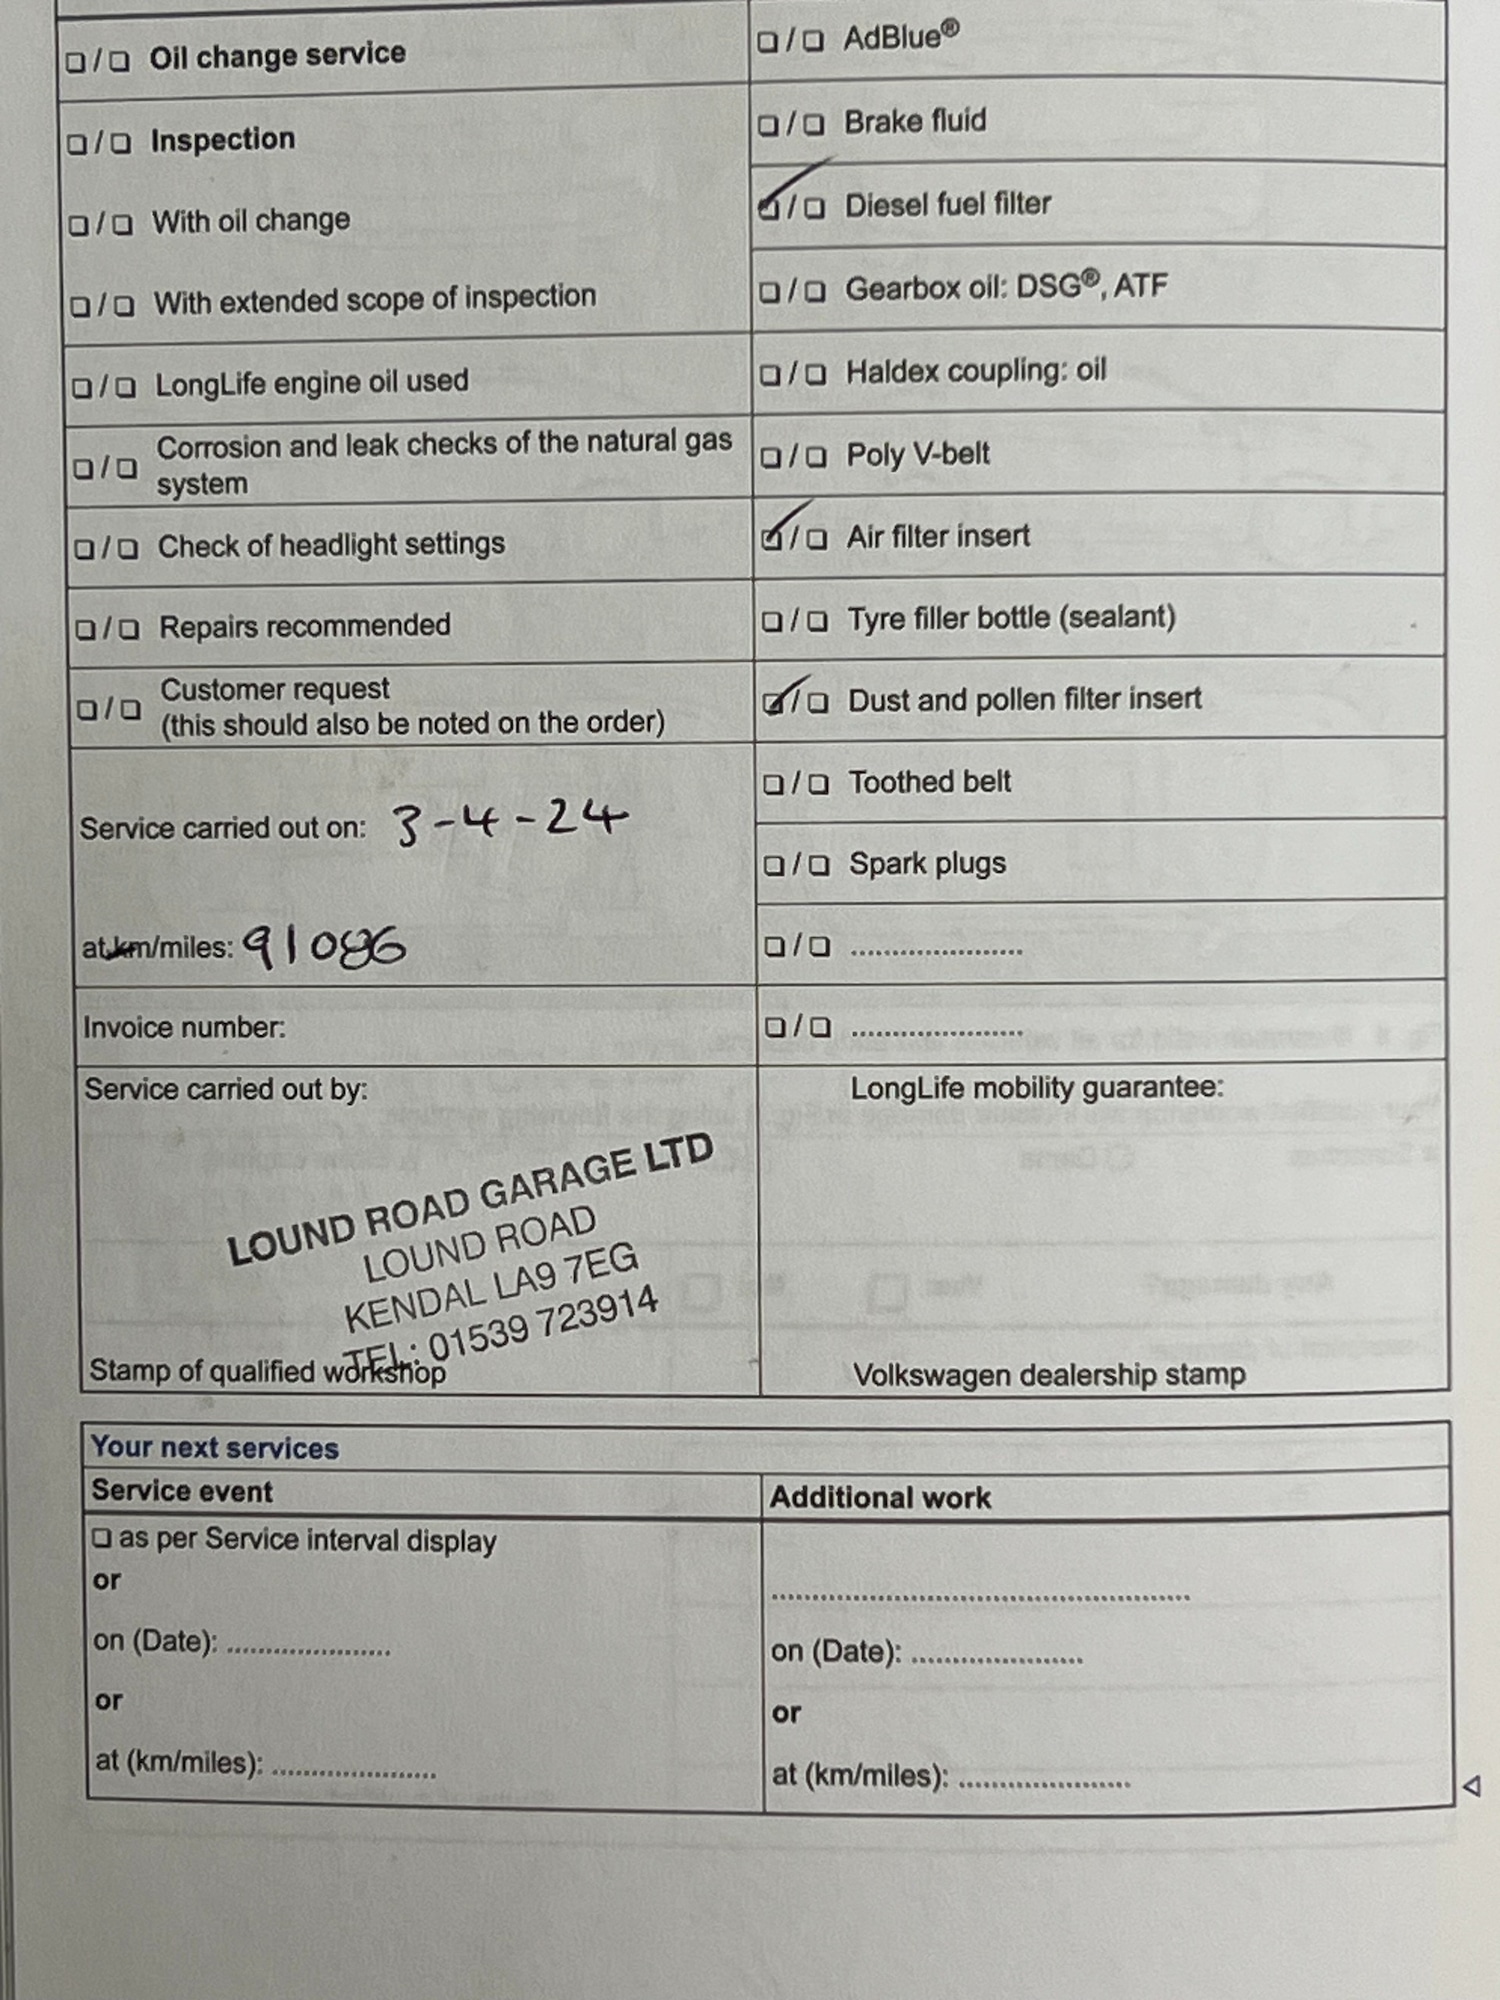 ❏ / ❏ Oil change service
❏ / ❏ Inspection
❏ / ❏ With oil change
❏ / ❏ With extended scope of inspection
❏ / ❏ LongLife engine oil used
❏ / ❏ Corrosion and leak checks of the natural gas
system
❏ / ❏ Check of headlight settings
❏ / ❏ Repairs recommended
❏ / ❏ Customer request
(this should also be noted on the order)
Service carried out on: 3-4-24
at km/miles: 91086
Invoice number:
Service carried out by:
LOUND ROAD GARAGE LTD
LOUND ROAD
KENDAL LA9 7EG
TEL: 01539 723914
Stamp of qualified workshop
❏ / ❏ AdBlue®
❏ / ❏ Brake fluid
☑ / ❏ Diesel fuel filter
❏ / ❏ Gearbox oil: DSG®, ATF
❏ / ❏ Haldex coupling: oil
❏ / ❏ Poly V-belt
☑ / ❏ Air filter insert
❏ / ❏ Tyre filler bottle (sealant)
☑ / ❏ Dust and pollen filter insert
❏ / ❏ Toothed belt
❏ / ❏ Spark plugs
❏ / ❏ .....................
❏ / ❏ .....................
LongLife mobility guarantee:
Volkswagen dealership stamp
Your next services
Service event
❏ as per Service interval display
or
on (Date): ....................
or
at (km/miles): ....................
Additional work
..................................................
on (Date): .....................
or
at (km/miles): .....................